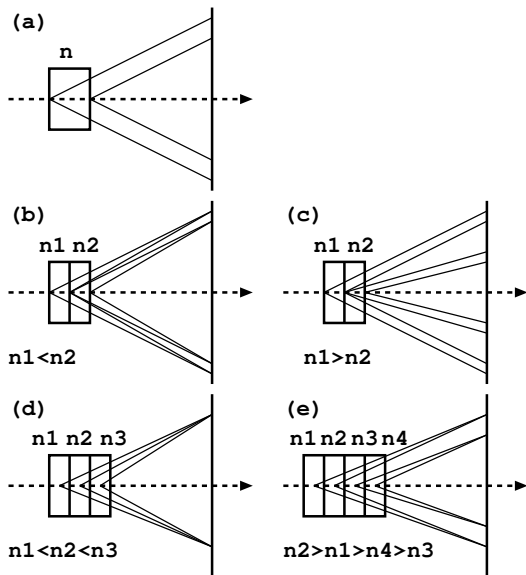 (a)
n
(b)
n1 n2
n1<n2
(c)
n1 n2
n1>n2
(d)
n1 n2 n3
n1<n2<n3
(e)
n1 n2 n3 n4
n2>n1>n4>n3